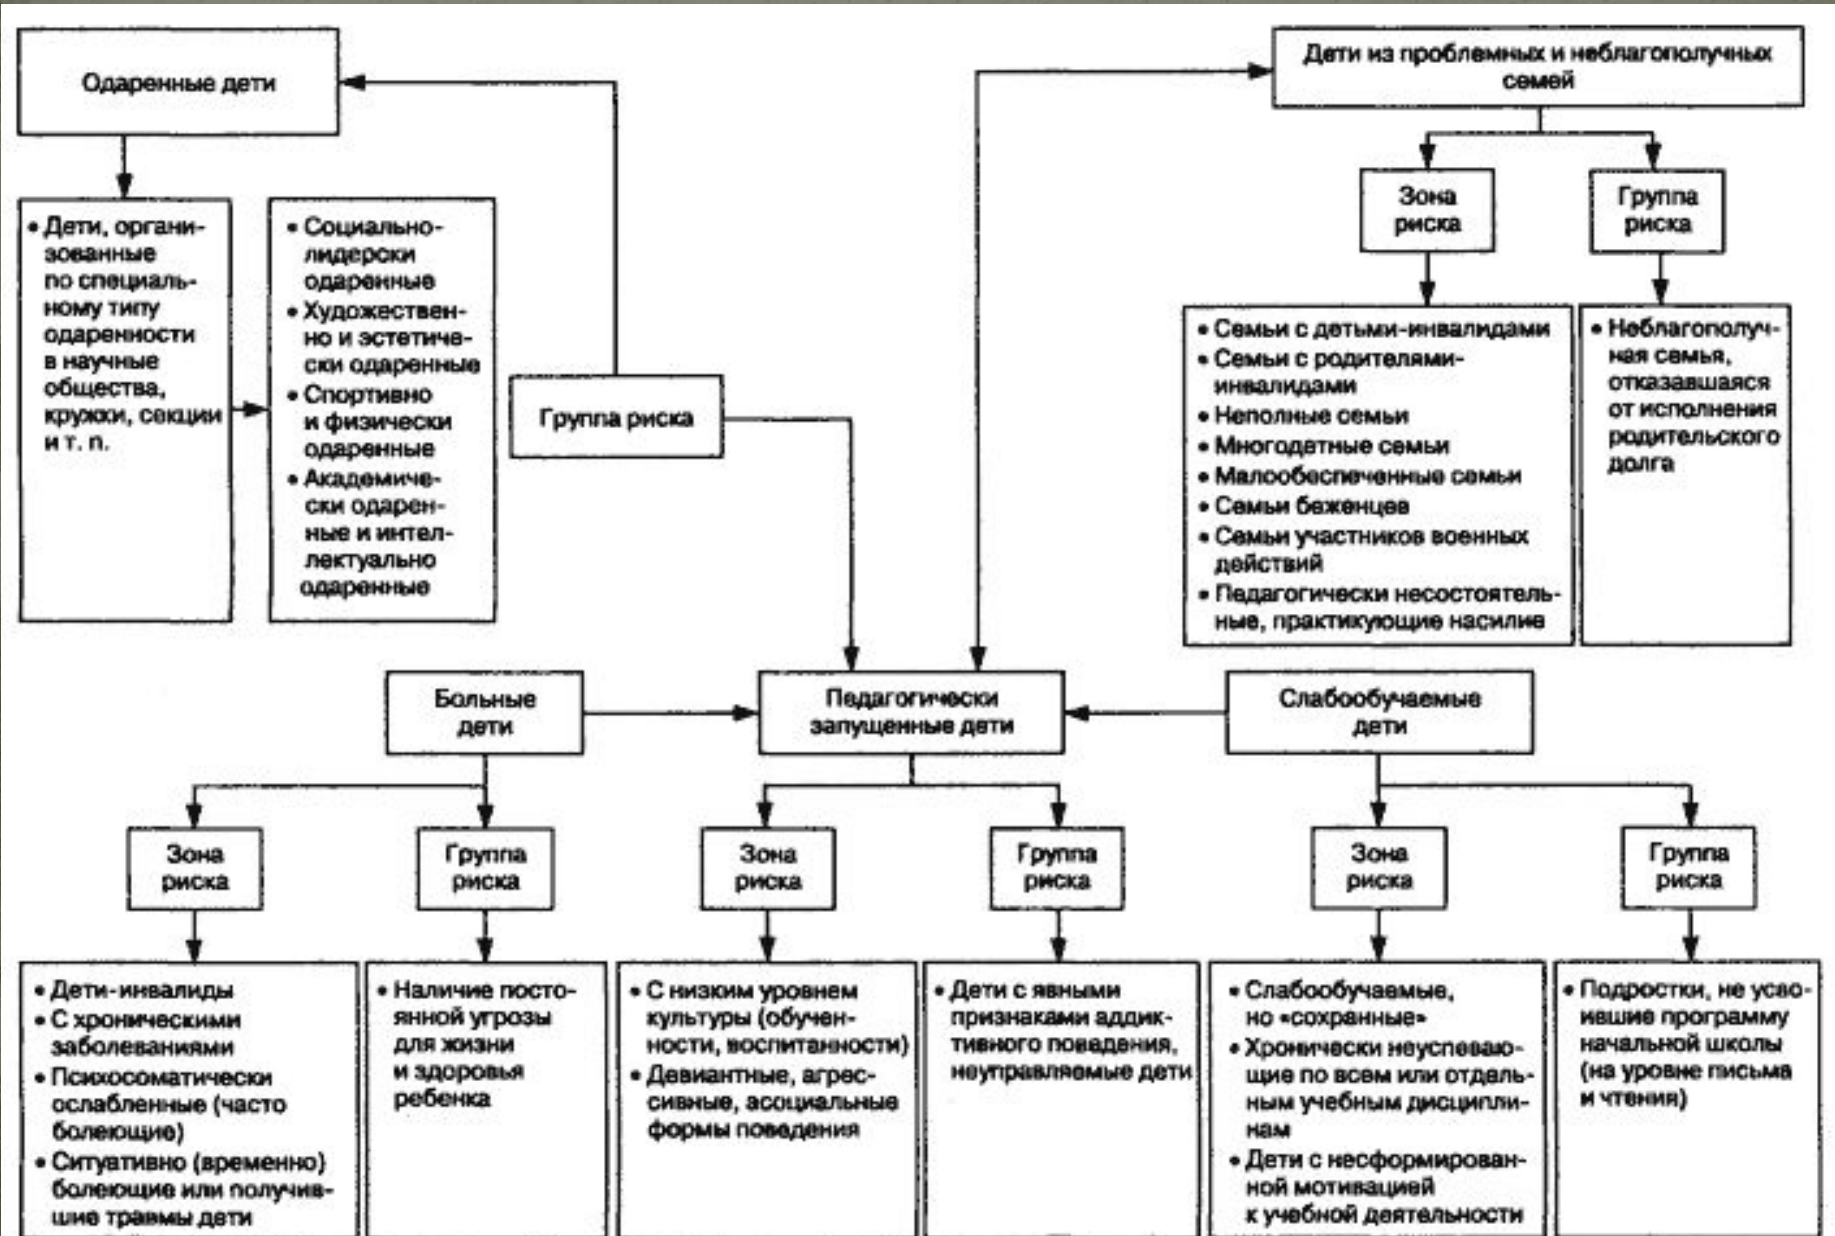 Одаренные дети
Дети из проблемных и неблагополучных
семей
Зона
риска
Группа
риска
• Дети, органи-
зованные
по специаль-
ному типу
одаренности
в научные
общества,
кружки, секции
и т. п.
• Социально-
лидерски
одаренные
• Художествен-
но и эстетиче-
ски одаренные
• Спортивно
и физически
одаренные
• Академиче-
ски одарен-
ные и интел-
лектуально
одаренные
Группа риска
• Семьи с детьми-инвалидами
• Семьи с родителями-
инвалидами
• Неполные семьи
• Многодетные семьи
• Малообеспеченные семьи
• Семьи беженцев
• Семьи участников военных
действий
• Педагогически несостоятель-
ные, практикующие насилие
• Неблагополуч-
ная семья,
отказавшаяся
от исполнения
родительского
долга
Больные
дети
Педагогически
запущенные дети
Слабообучаемые
дети
Зона
риска
Группа
риска
Зона
риска
Группа
риска
Зона
риска
Группа
риска
• Дети-инвалиды
• С хроническими
заболеваниями
• Психосоматически
ослабленные (часто
болеющие)
• Ситуативно (временно)
болеющие или получив-
шие травмы дети
• Наличие посто-
янной угрозы
для жизни
и здоровья
ребенка
• С низким уровнем
культуры (обучен-
ности, воспитанности)
• Девиантные, агрес-
сивные, асоциальные
формы поведения
• Дети с явными
признаками аддик-
тивного поведения,
неуправляемые дети
• Слабообучаемые,
но «сохранные»
• Хронически неуспеваю-
щие по всем или отдель-
ным учебным дисципли-
нам
• Дети с несформирован-
ной мотивацией
к учебной деятельности
• Подростки, не усво-
ившие программу
начальной школы
(на уровне письма
и чтения)